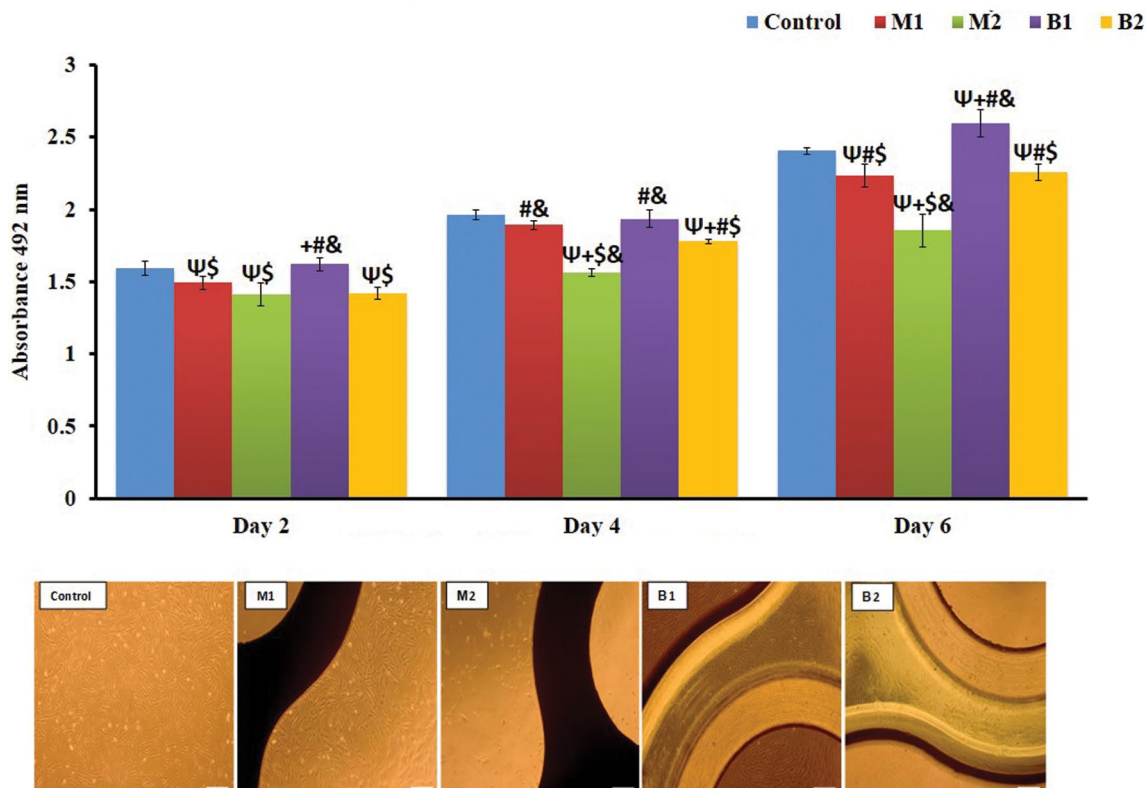 Control M1 M2 B1 B2
3
2.5
2
1.5
1
0.5
0
Absorbance 492 nm
Ψ$ Ψ$ +#& Ψ$
#& Ψ+$& #& Ψ+#$
Ψ#$ Ψ+$& Ψ+#& Ψ#$
Day 2 Day 4 Day 6
Control M1 M2 B1 B2